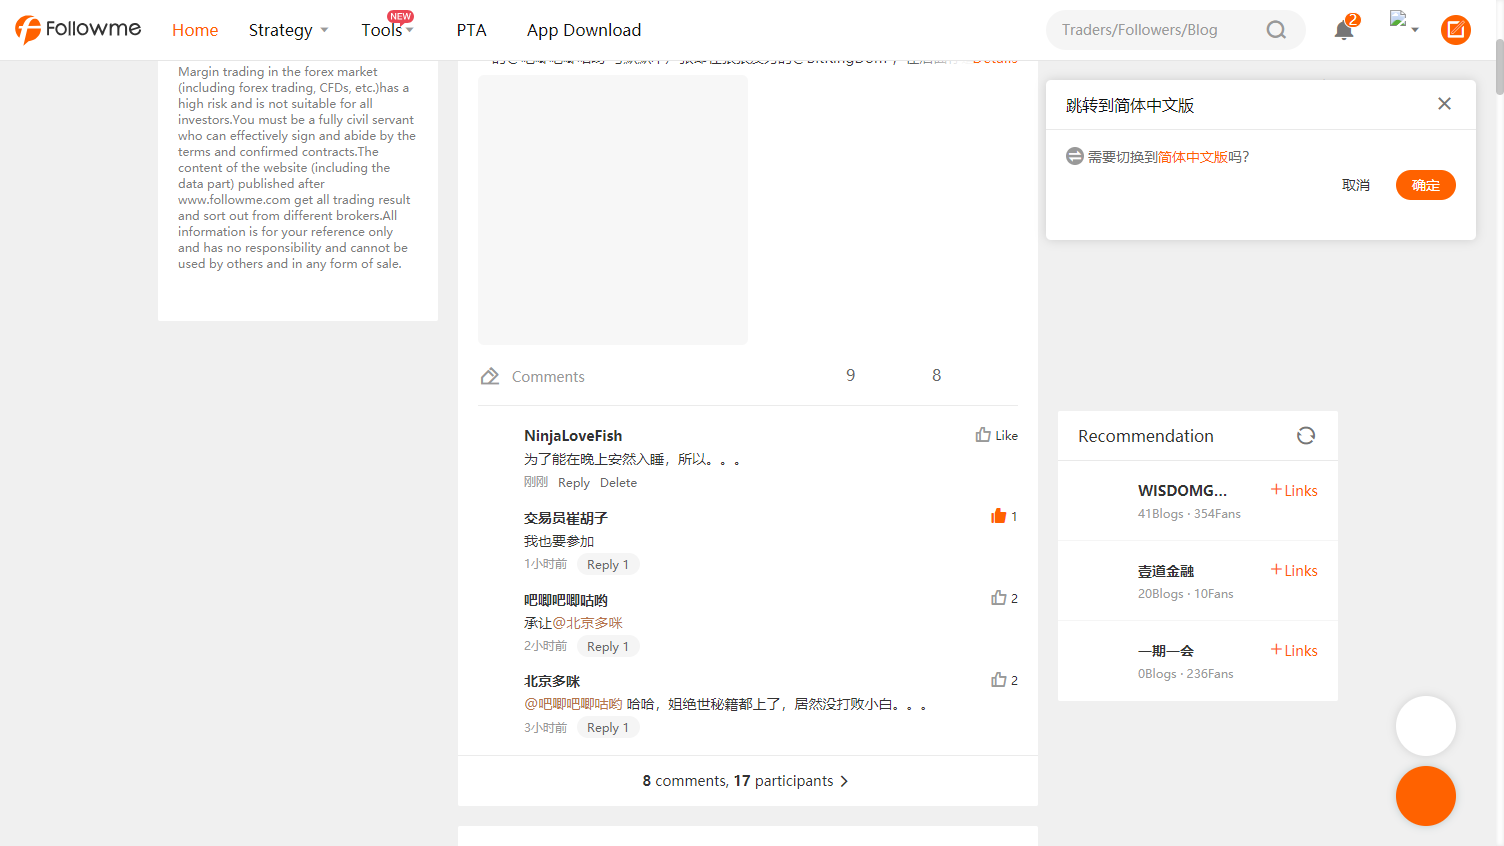 Followme
Home
Strategy
Tools
NEW
PTA
App Download
Traders/Followers/Blog
2
Margin trading in the forex market
(including forex trading, CFDs, etc.)has a
high risk and is not suitable for all
investors.You must be a fully civil servant
who can effectively sign and abide by the
terms and confirmed contracts.The
content of the website (including the
data part) published after
www.followme.com get all trading result
and sort out from different brokers.All
information is for your reference only
and has no responsibility and cannot be
used by others and in any form of sale.
Details
Comments
9
8
NinjaLoveFish
Like
为了能在晚上安然入睡，所以。。。
刚刚 Reply Delete
交易员崔胡子
1
我也要参加
1小时前 Reply 1
吧唧吧唧咕哟
2
承让@北京多咪
2小时前 Reply 1
北京多咪
2
@吧唧吧唧咕哟 哈哈，姐绝世秘籍都上了，居然没打败小白。。。
3小时前 Reply 1
8 comments, 17 participants
跳转到简体中文版
需要切换到简体中文版吗？
取消
确定
Recommendation
WISDOMG...
+Links
41Blogs · 354Fans
壹道金融
+Links
20Blogs · 10Fans
一期一会
+Links
0Blogs · 236Fans